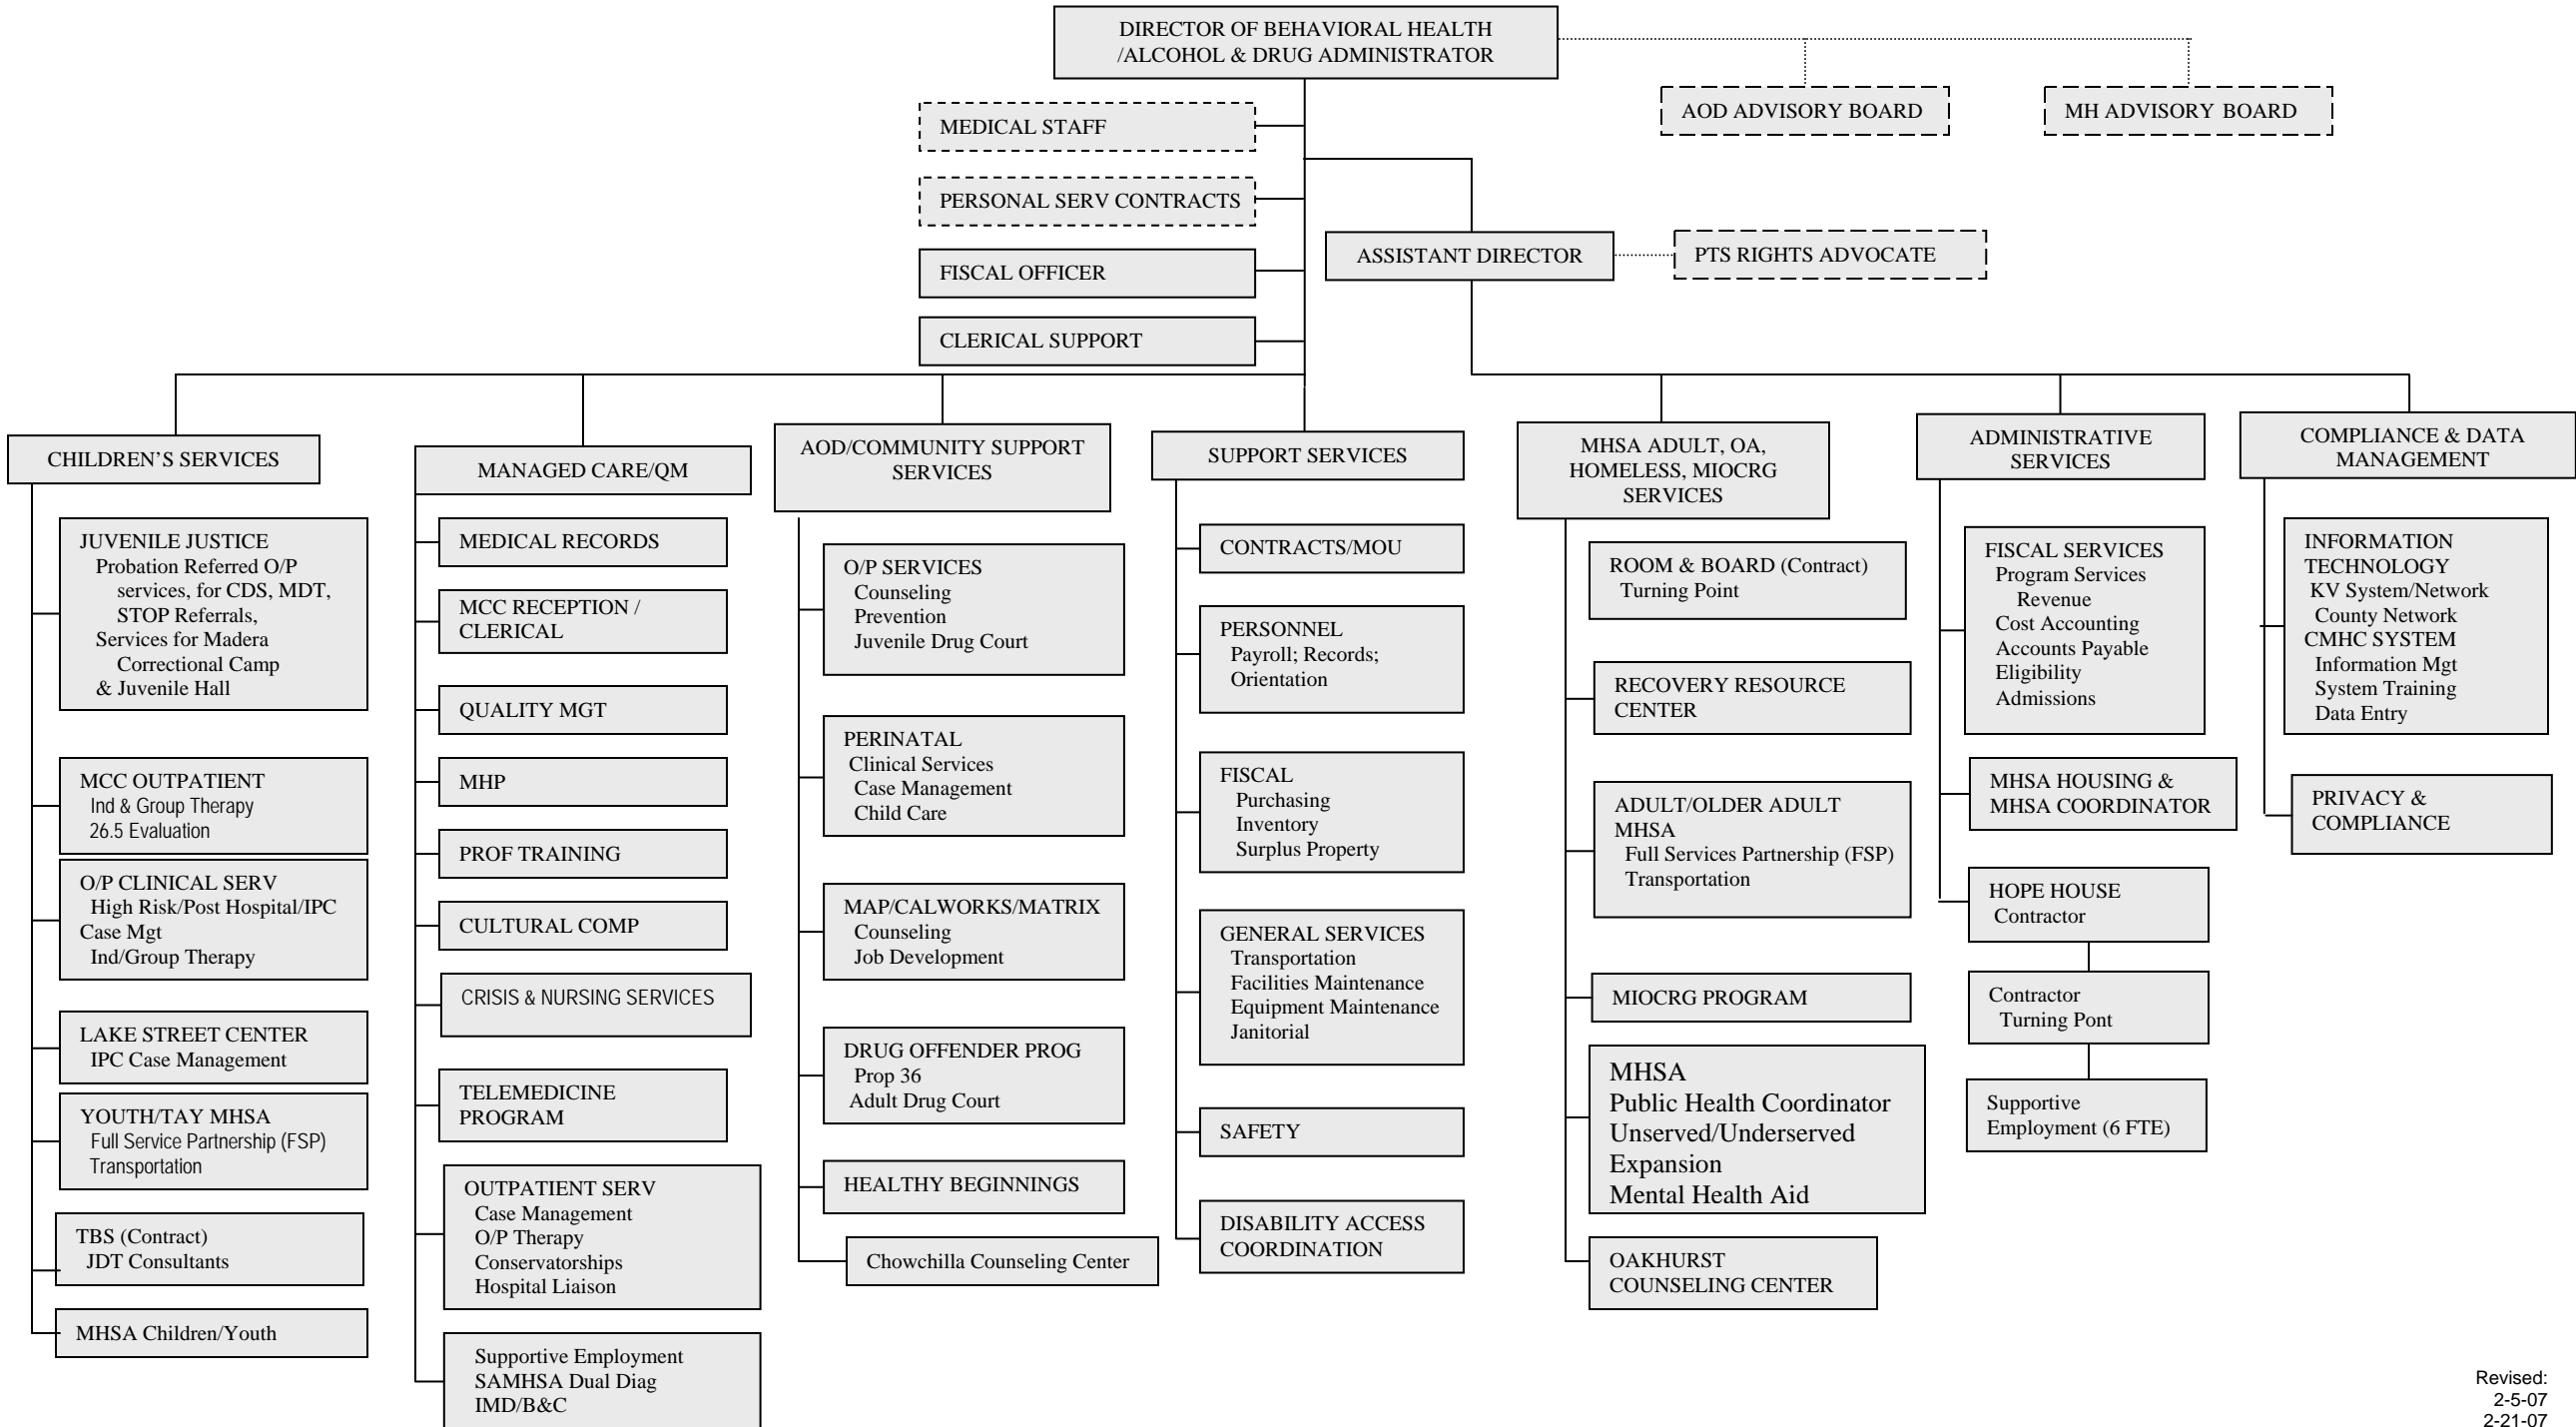 DIRECTOR OF BEHAVIORAL HEALTH
/ALCOHOL & DRUG ADMINISTRATOR
AOD ADVISORY BOARD
MH ADVISORY BOARD
MEDICAL STAFF
PERSONAL SERV CONTRACTS
ASSISTANT DIRECTOR
PTS RIGHTS ADVOCATE
FISCAL OFFICER
CLERICAL SUPPORT
CHILDREN'S SERVICES
JUVENILE JUSTICE
Probation Referred O/P
services, for CDS, MDT,
STOP Referrals,
Services for Madera
Correctional Camp
& Juvenile Hall
MCC OUTPATIENT
Ind & Group Therapy
26.5 Evaluation
O/P CLINICAL SERV
High Risk/Post Hospital/IPC
Case Mgt
Ind/Group Therapy
LAKE STREET CENTER
IPC Case Management
YOUTH/TAY MHSA
Full Service Partnership (FSP)
Transportation
TBS (Contract)
JDT Consultants
MHSA Children/Youth
MANAGED CARE/QM
MEDICAL RECORDS
MCC RECEPTION /
CLERICAL
QUALITY MGT
MHP
PROF TRAINING
CULTURAL COMP
CRISIS & NURSING SERVICES
TELEMEDICINE
PROGRAM
OUTPATIENT SERV
Case Management
O/P Therapy
Conservatorships
Hospital Liaison
Supportive Employment
SAMHSA Dual Diag
IMD/B&C
AOD/COMMUNITY SUPPORT
SERVICES
O/P SERVICES
Counseling
Prevention
Juvenile Drug Court
PERINATAL
Clinical Services
Case Management
Child Care
MAP/CALWORKS/MATRIX
Counseling
Job Development
DRUG OFFENDER PROG
Prop 36
Adult Drug Court
HEALTHY BEGINNINGS
Chowchilla Counseling Center
SUPPORT SERVICES
CONTRACTS/MOU
PERSONNEL
Payroll; Records;
Orientation
FISCAL
Purchasing
Inventory
Surplus Property
GENERAL SERVICES
Transportation
Facilities Maintenance
Equipment Maintenance
Janitorial
SAFETY
DISABILITY ACCESS
COORDINATION
MHSA ADULT, OA,
HOMELESS, MIOCRG
SERVICES
ROOM & BOARD (Contract)
Turning Point
RECOVERY RESOURCE
CENTER
ADULT/OLDER ADULT
MHSA
Full Services Partnership (FSP)
Transportation
MIOCRG PROGRAM
MHSA
Public Health Coordinator
Unserved/Underserved
Expansion
Mental Health Aid
OAKHURST
COUNSELING CENTER
ADMINISTRATIVE
SERVICES
FISCAL SERVICES
Program Services
Revenue
Cost Accounting
Accounts Payable
Eligibility
Admissions
MHSA HOUSING &
MHSA COORDINATOR
HOPE HOUSE
Contractor
Contractor
Turning Pont
Supportive
Employment (6 FTE)
COMPLIANCE & DATA
MANAGEMENT
INFORMATION
TECHNOLOGY
KV System/Network
County Network
CMHC SYSTEM
Information Mgt
System Training
Data Entry
PRIVACY &
COMPLIANCE
Revised:
2-5-07
2-21-07